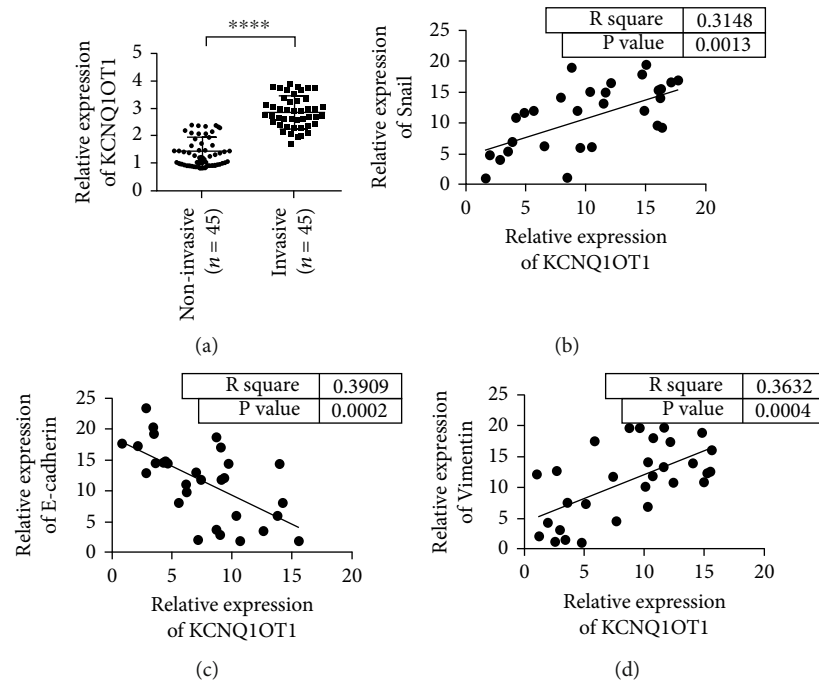 ****
Relative expression
of KCNQ1OT1
5
4
3
2
1
0
Non-invasive
(n = 45)
Invasive
(n = 45)
(a)
R square 0.3148
P value 0.0013
Relative expression
of Snail
25
20
15
10
5
0
0 5 10 15 20
Relative expression
of KCNQ1OT1
(b)
R square 0.3909
P value 0.0002
Relative expression
of E-cadherin
25
20
15
10
5
0
0 5 10 15 20
Relative expression
of KCNQ1OT1
(c)
R square 0.3632
P value 0.0004
Relative expression
of Vimentin
25
20
15
10
5
0
0 5 10 15 20
Relative expression
of KCNQ1OT1
(d)